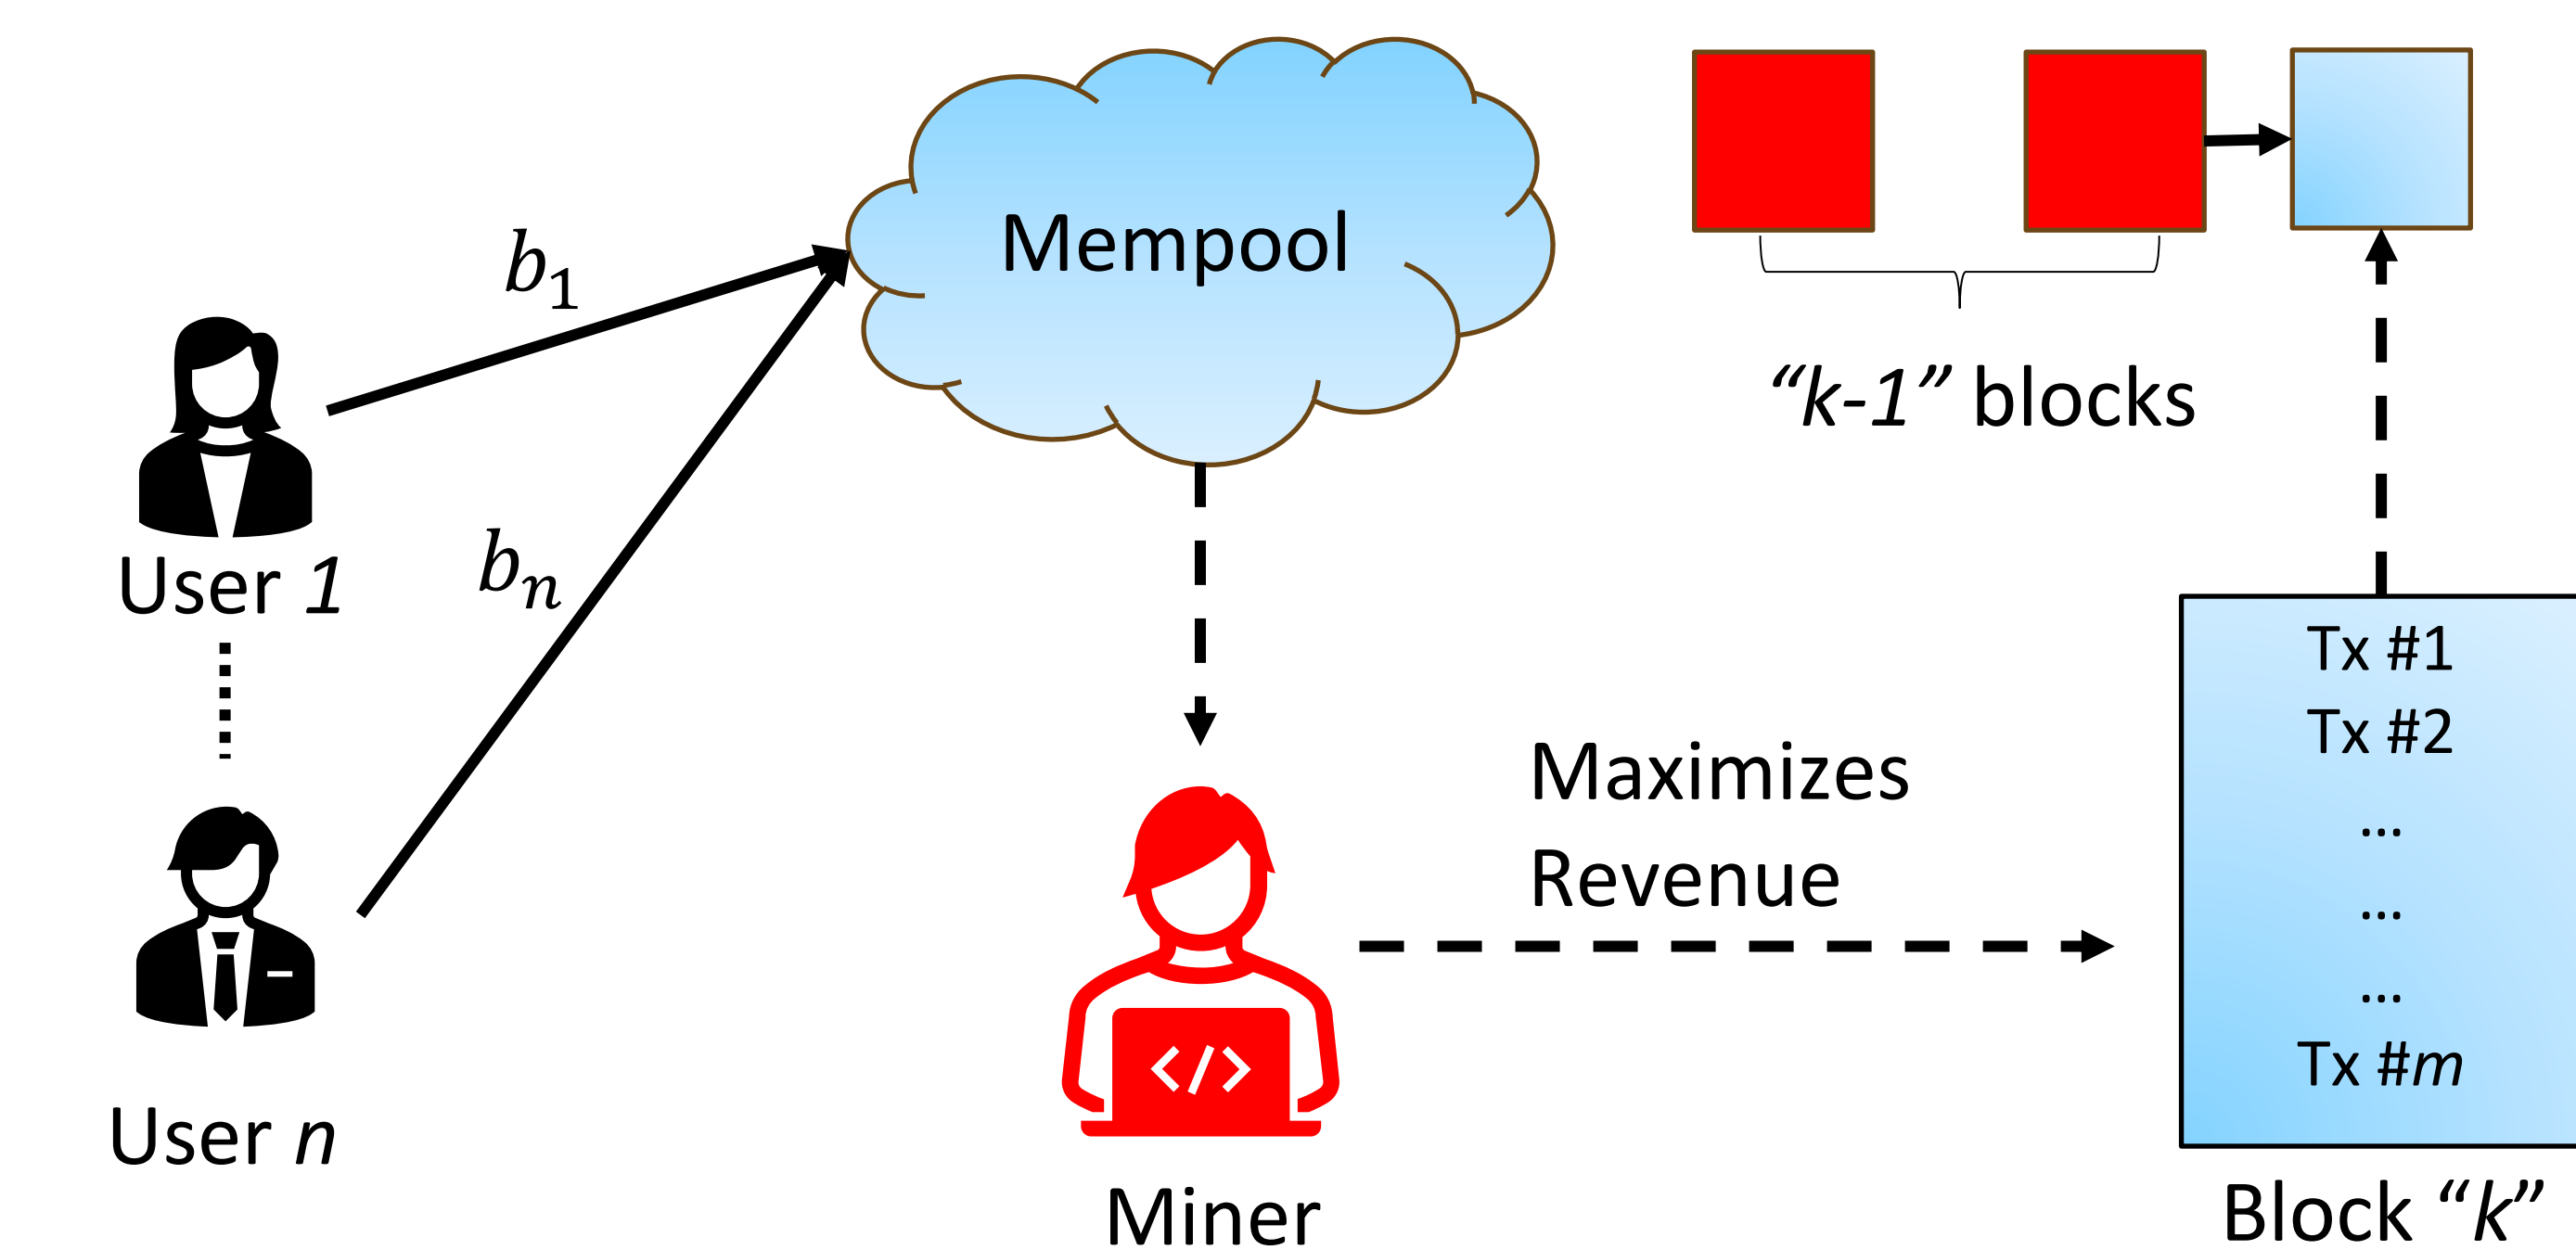 Mempool
b₁
“k-1” blocks
bₙ
User 1
Tx #1
Tx #2
Maximizes
Revenue
...
...
...
Tx #m
</>
User n
Miner
Block “k”